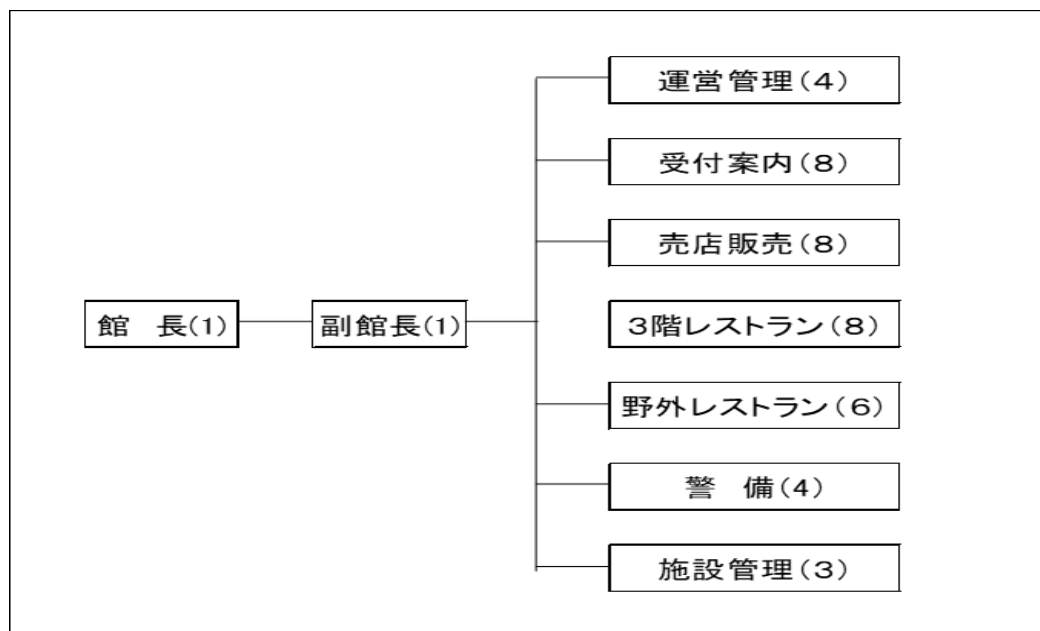 運営管理（４）
受付案内（８）
売店販売（８）
館　長(1)
副館長(1)
３階レストラン（８）
野外レストラン（６）
警　備（４）
施設管理（３）